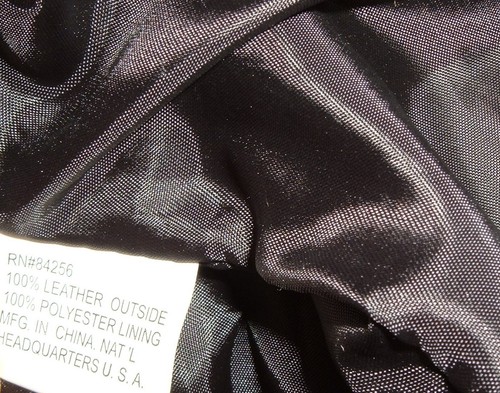 RN#84256
100% LEATHER OUTSIDE
100% POLYESTER LINING
MFG. IN CHINA. NAT'L
HEADQUARTERS U. S. A.